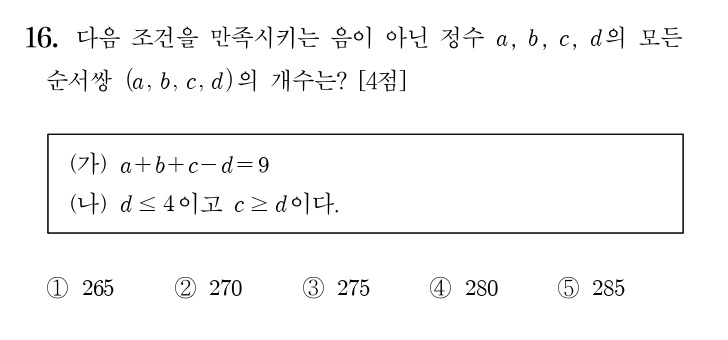 16. 다음 조건을 만족시키는 음이 아닌 정수 a, b, c, d의 모든
순서쌍 (a, b, c, d)의 개수는? [4점]
(가) a+b+c-d=9
(나) d ≤ 4이고 c ≥ d이다.
① 265 ② 270 ③ 275 ④ 280 ⑤ 285